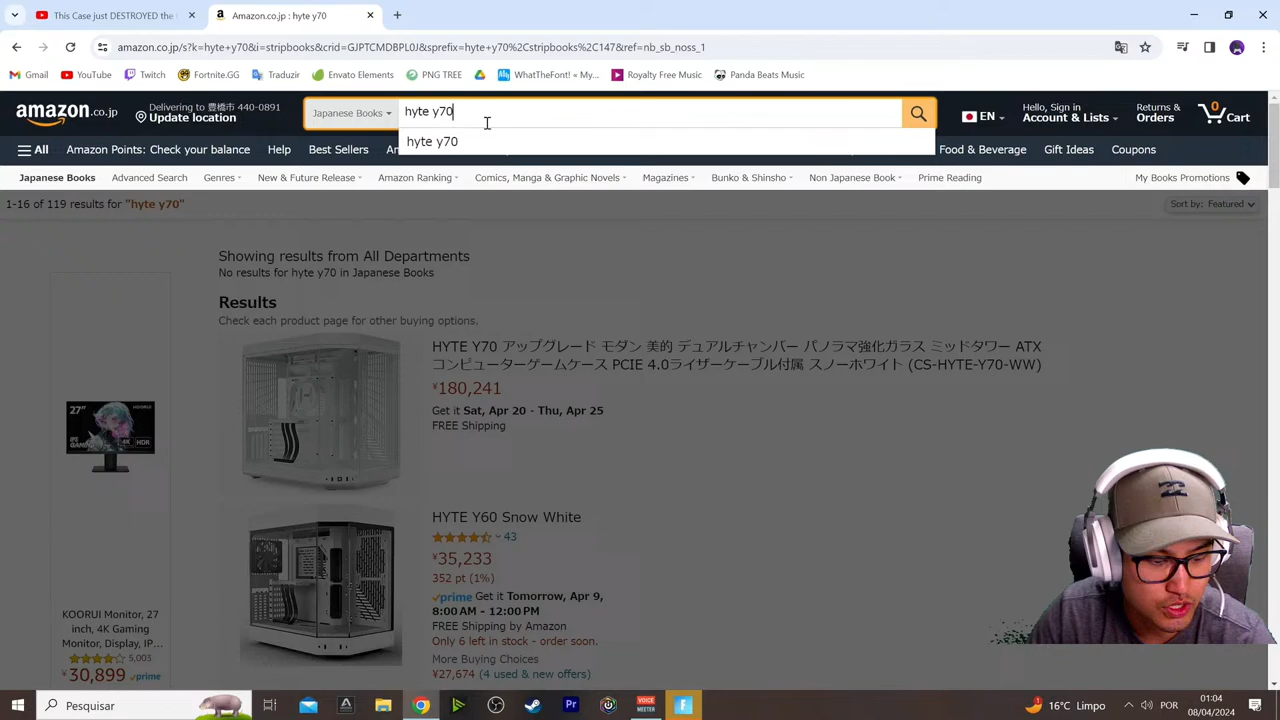 This Case just DESTROYED the
Amazon.co.jp : hyte y70
amazon.co.jp/s?k=hyte+y70&i=stripbooks&crid=GJPTCMDBPL0J&sprefix=hyte+y70%2Cstripbooks%2C147&ref=nb_sb_noss_1
Gmail YouTube Twitch Fortnite.GG Traduzir Envato Elements PNG TREE WhatTheFont! « My... Royalty Free Music Panda Beats Music
amazon.co.jp
Delivering to 豊橋市 440-0891
Update location
Japanese Books
hyte y70
EN
Hello, sign in
Account & Lists
Returns
& Orders
0
Cart
hyte y70
All Amazon Points: Check your balance Help Best Sellers Food & Beverage Gift Ideas Coupons
Japanese Books Advanced Search Genres New & Future Release Amazon Ranking Comics, Manga & Graphic Novels Magazines Bunko & Shinsho Non Japanese Book Prime Reading My Books Promotions
1-16 of 119 results for "hyte y70"
Sort by: Featured
Showing results from All Departments
No results for hyte y70 in Japanese Books
Results
Check each product page for other buying options.
HYTE Y70 アップグレード モダン 美的 デュアルチャンバー パノラマ強化ガラス ミッドタワー ATX
コンピューターゲームケース PCIE 4.0ライザーケーブル付属 スノーホワイト (CS-HYTE-Y70-WW)
¥180,241
Get it Sat, Apr 20 - Thu, Apr 25
FREE Shipping
HYTE Y60 Snow White
43
¥35,233
352 pt (1%)
prime Get it Tomorrow, Apr 9,
8:00 AM - 12:00 PM
FREE Shipping by Amazon
Only 6 left in stock - order soon.
More Buying Choices
¥27,674 (4 used & new offers)
KOORUI Monitor, 27
inch, 4K Gaming
Monitor, Display, IP...
5,003
¥30,899 prime
Pesquisar
16°C Limpo
POR
01:04
08/04/2024